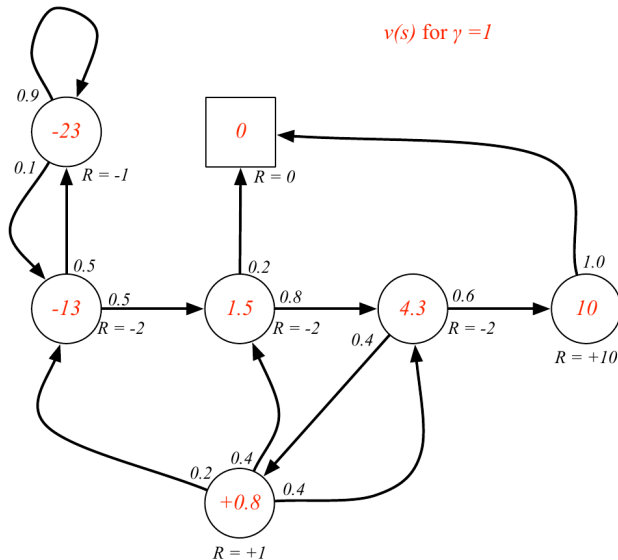 v(s) for γ =1
0.9
-23
0
0.1
R = -1
R = 0
0.5
0.2
1.0
-13
0.5
1.5
0.8
4.3
0.6
10
R = -2
R = -2
0.4
R = -2
R = +10
0.2
0.4
0.4
+0.8
R = +1